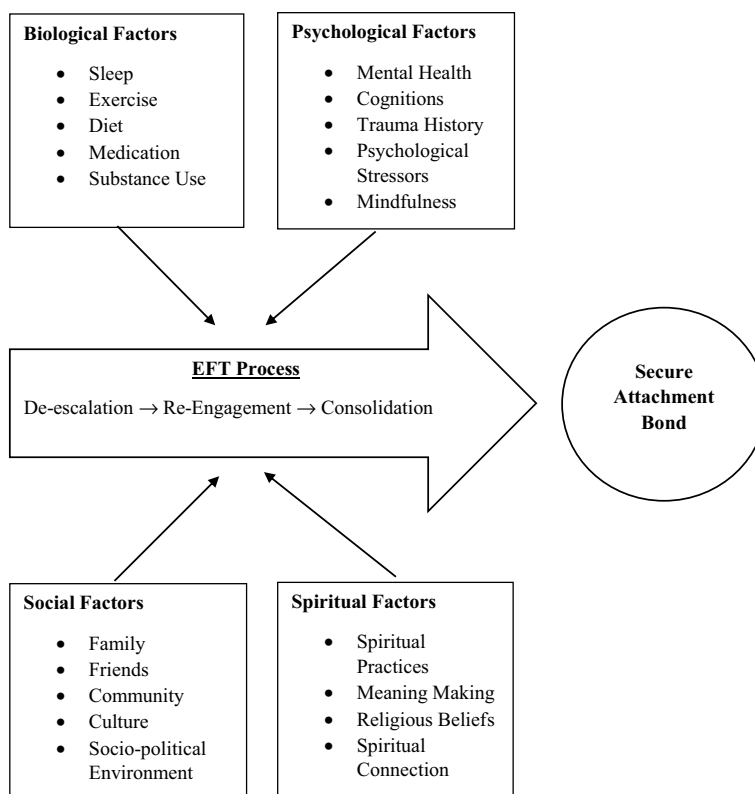 Biological Factors
• Sleep
• Exercise
• Diet
• Medication
• Substance Use
Psychological Factors
• Mental Health
• Cognitions
• Trauma History
• Psychological
Stressors
• Mindfulness
EFT Process
De-escalation → Re-Engagement → Consolidation
Secure
Attachment
Bond
Social Factors
• Family
• Friends
• Community
• Culture
• Socio-political
Environment
Spiritual Factors
• Spiritual
Practices
• Meaning Making
• Religious Beliefs
• Spiritual
Connection